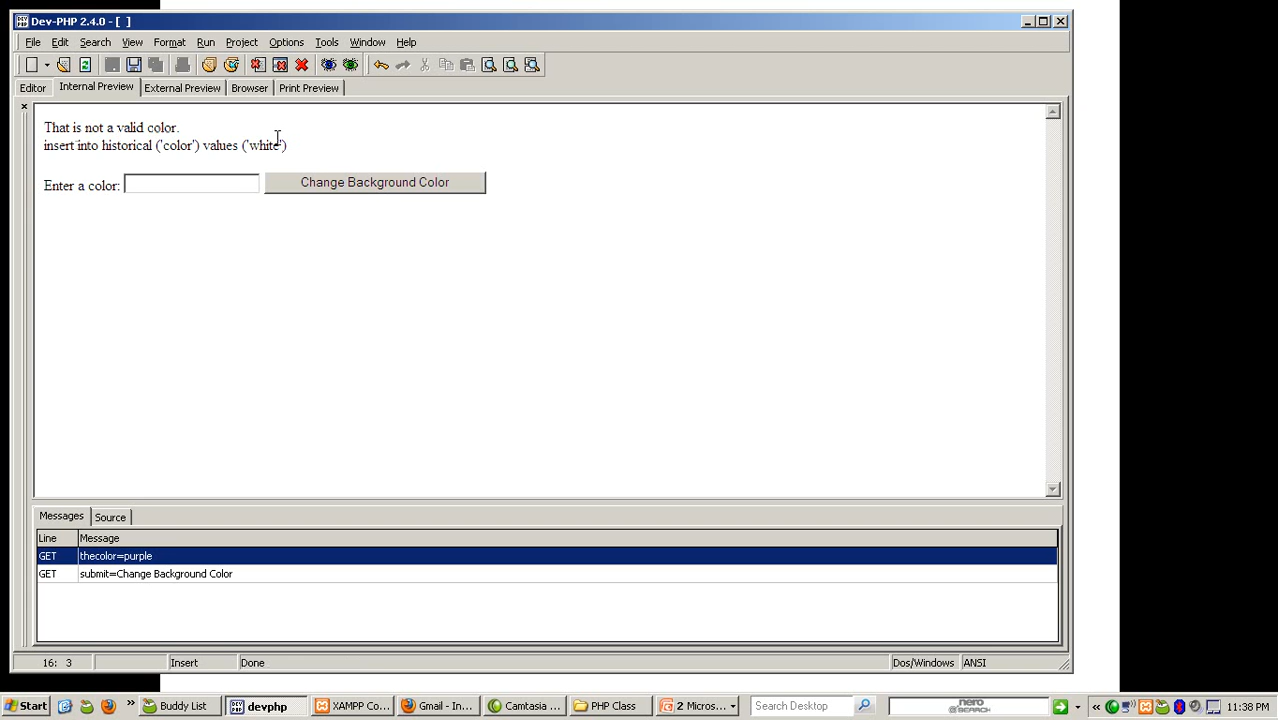 Dev-PHP 2.4.0 - [ ]
File Edit Search View Format Run Project Options Tools Window Help
Editor Internal Preview External Preview Browser Print Preview
That is not a valid color.
insert into historical ('color') values ('white')
Enter a color: Change Background Color
Messages Source
Line Message
GET thecolor=purple
GET submit=Change Background Color
16: 3 Insert Done Dos/Windows ANSI
Start Buddy List devphp XAMPP Co... Gmail - ... Camtasia ... PHP Class 2 Micros... Search Desktop nero SEARCH 11:38 PM